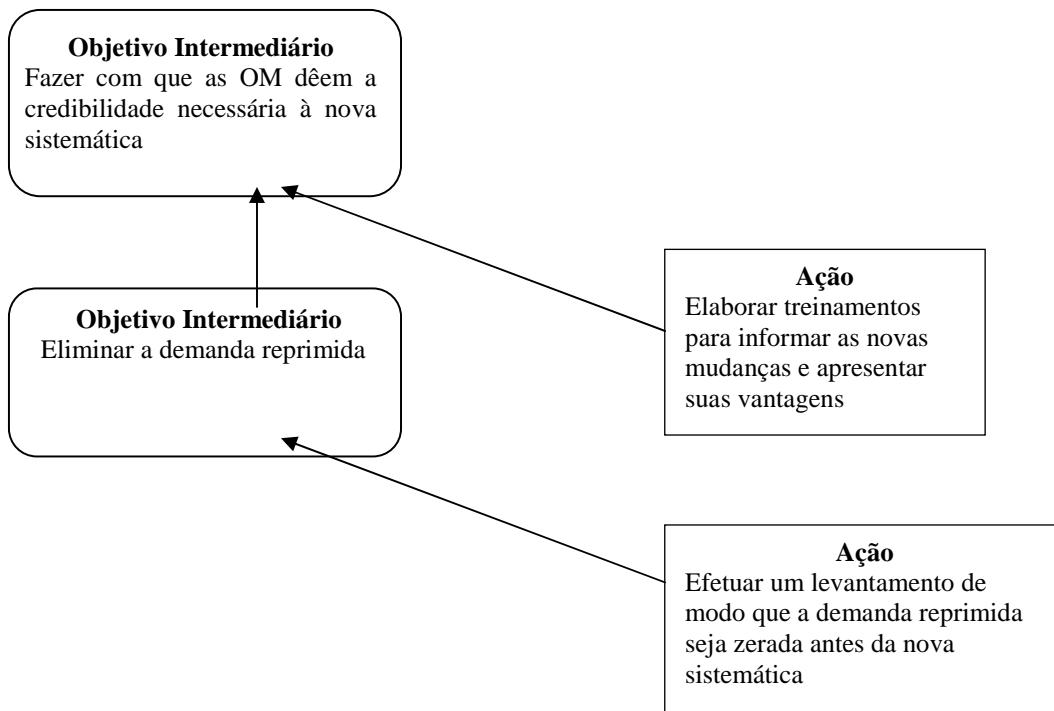 Objetivo Intermediário
Fazer com que as OM dêem a
credibilidade necessária à nova
sistemática
Objetivo Intermediário
Eliminar a demanda reprimida
Ação
Elaborar treinamentos
para informar as novas
mudanças e apresentar
suas vantagens
Ação
Efetuar um levantamento de
modo que a demanda reprimida
seja zerada antes da nova
sistemática